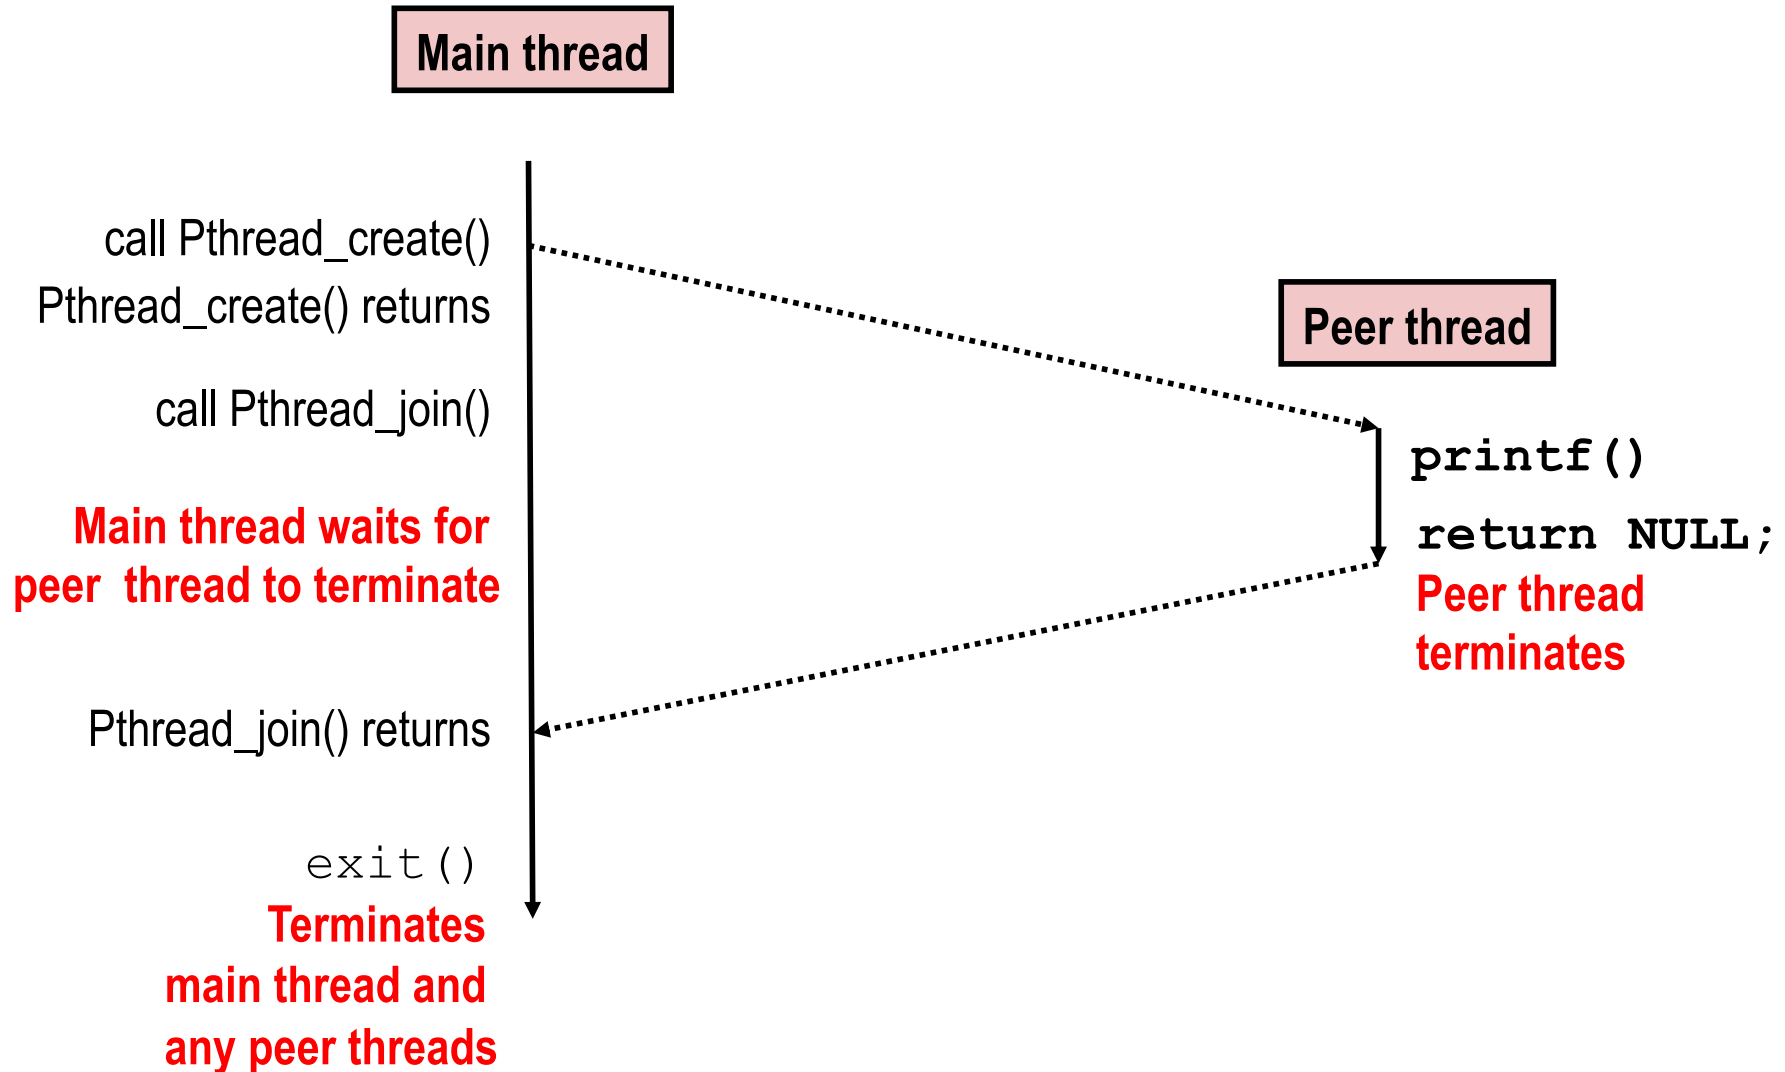 Main thread
call Pthread_create()
Pthread_create() returns
Peer thread
call Pthread_join()
printf()
Main thread waits for
peer thread to terminate
return NULL;
Peer thread
terminates
Pthread_join() returns
exit()
Terminates
main thread and
any peer threads